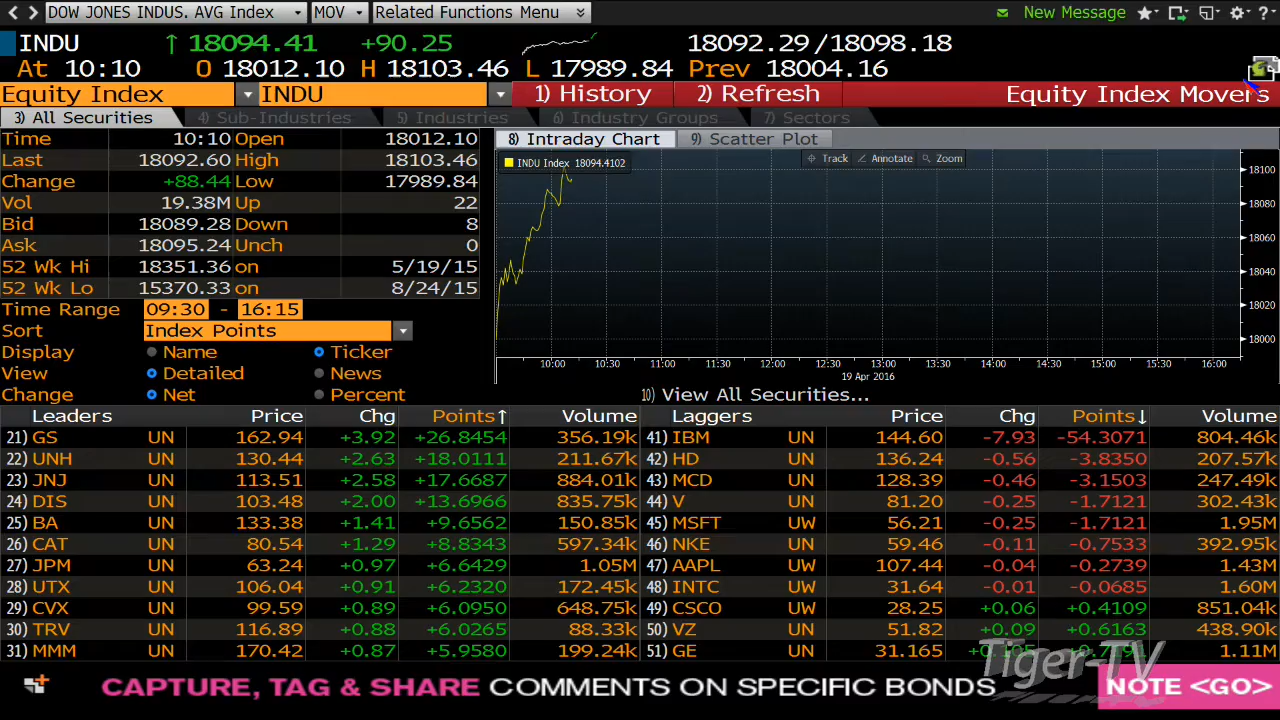 DOW JONES INDUS. AVG Index MOV Related Functions Menu New Message
INDU ↑ 18094.41 +90.25 18092.29/18098.18
At 10:10 O 18012.10 H 18103.46 L 17989.84 Prev 18004.16
Equity Index INDU 1) History 2) Refresh Equity Index Movers
3) All Securities 4) Sub-Industries 5) Industries 6) Industry Groups 7) Sectors
Time 10:10 Open 18012.10
Last 18092.60 High 18103.46
Change +88.44 Low 17989.84
Vol 19.38M Up 22
Bid 18089.28 Down 8
Ask 18095.24 Unch 0
52 Wk Hi 18351.36 on 5/19/15
52 Wk Lo 15370.33 on 8/24/15
Time Range 09:30 - 16:15
Sort Index Points
Display Name Ticker
View Detailed News
Change Net Percent
8) Intraday Chart 9) Scatter Plot
INDU Index 18094.4102 Track Annotate Zoom
18100
18080
18060
18040
18020
18000
10:00 10:30 11:00 11:30 12:00 12:30 13:00 13:30 14:00 14:30 15:00 15:30 16:00
19 Apr 2016
10) View All Securities...
Leaders Price Chg Points↑ Volume Laggers Price Chg Points↓ Volume
21) GS UN 162.94 +3.92 +26.8454 356.19k 41) IBM UN 144.60 -7.93 -54.3071 804.46k
22) UNH UN 130.44 +2.63 +18.0111 211.67k 42) HD UN 136.24 -0.56 -3.8350 207.57k
23) JNJ UN 113.51 +2.58 +17.6687 884.01k 43) MCD UN 128.39 -0.46 -3.1503 247.49k
24) DIS UN 103.48 +2.00 +13.6966 835.75k 44) V UN 81.20 -0.25 -1.7121 302.43k
25) BA UN 133.38 +1.41 +9.6562 150.85k 45) MSFT UW 56.21 -0.25 -1.7121 1.95M
26) CAT UN 80.54 +1.29 +8.8343 597.34k 46) NKE UN 59.46 -0.11 -0.7533 392.95k
27) JPM UN 63.24 +0.97 +6.6429 1.05M 47) AAPL UW 107.44 -0.04 -0.2739 1.43M
28) UTX UN 106.04 +0.91 +6.2320 172.45k 48) INTC UW 31.64 -0.01 -0.0685 1.60M
29) CVX UN 99.59 +0.89 +6.0950 648.75k 49) CSCO UW 28.25 +0.06 +0.4109 851.04k
30) TRV UN 116.89 +0.88 +6.0265 88.33k 50) VZ UN 51.82 +0.09 +0.6163 438.90k
31) MMM UN 170.42 +0.87 +5.9580 199.24k 51) GE UN 31.165 1.11M
Tiger-TV
CAPTURE, TAG & SHARE COMMENTS ON SPECIFIC BONDS NOTE <GO>